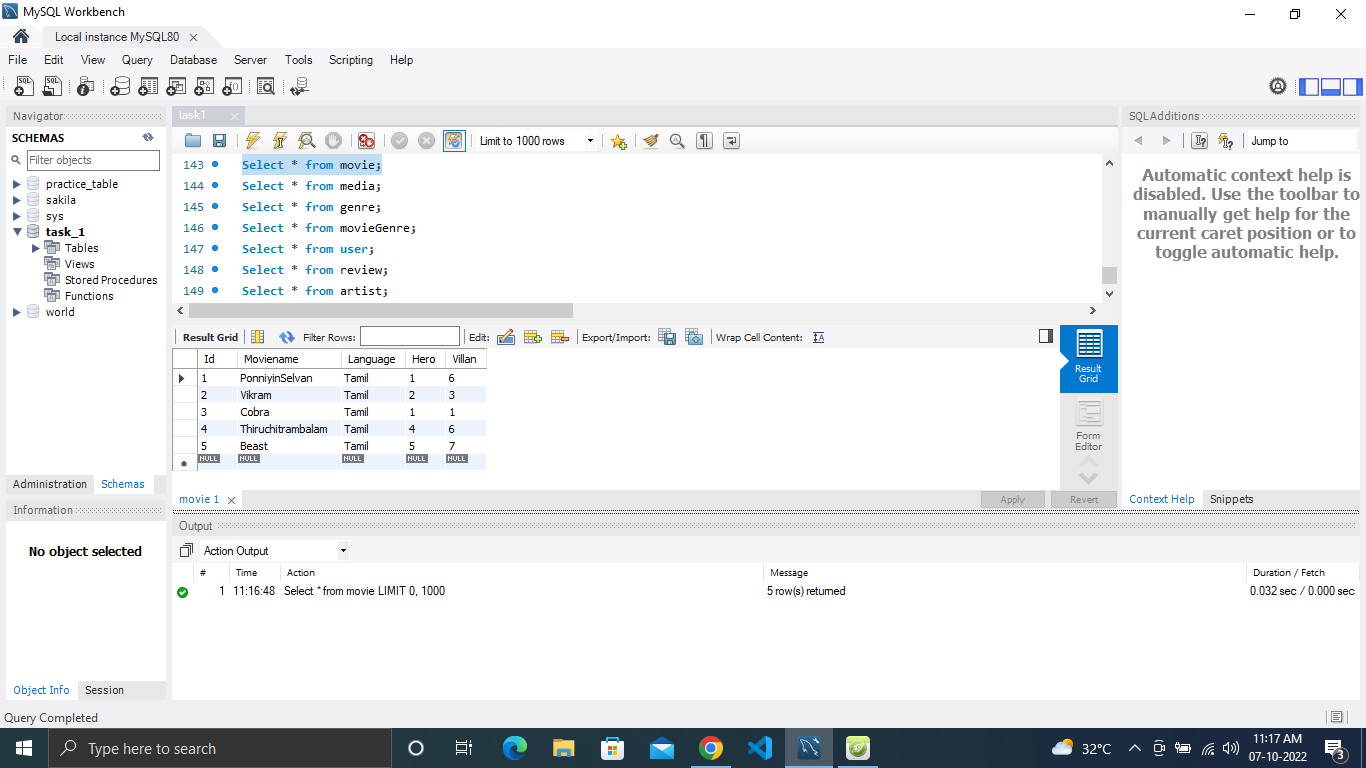 MySQL Workbench
Local instance MySQL80
File Edit View Query Database Server Tools Scripting Help
Navigator
SCHEMAS
Filter objects
practice_table
sakila
sys
task_1
Tables
Views
Stored Procedures
Functions
world
Administration Schemas
Information
No object selected
Object Info Session
task1
Limit to 1000 rows
143 Select * from movie;
144 Select * from media;
145 Select * from genre;
146 Select * from movieGenre;
147 Select * from user;
148 Select * from review;
149 Select * from artist;
Result Grid Filter Rows: Edit: Export/Import: Wrap Cell Content:
Id Moviename Language Hero Villan
1 PonniyinSelvan Tamil 1 6
2 Vikram Tamil 2 3
3 Cobra Tamil 1 1
4 Thiruchitrambalam Tamil 4 6
5 Beast Tamil 5 7
NULL NULL NULL NULL NULL
Result
Grid
Form
Editor
movie 1
Apply Revert
SQLAdditions
Jump to
Automatic context help is
disabled. Use the toolbar to
manually get help for the
current caret position or to
toggle automatic help.
Context Help Snippets
Output
Action Output
# Time Action Message Duration / Fetch
1 11:16:48 Select * from movie LIMIT 0, 1000 5 row(s) returned 0.032 sec / 0.000 sec
Query Completed
Type here to search
32°C
11:17 AM
07-10-2022
3